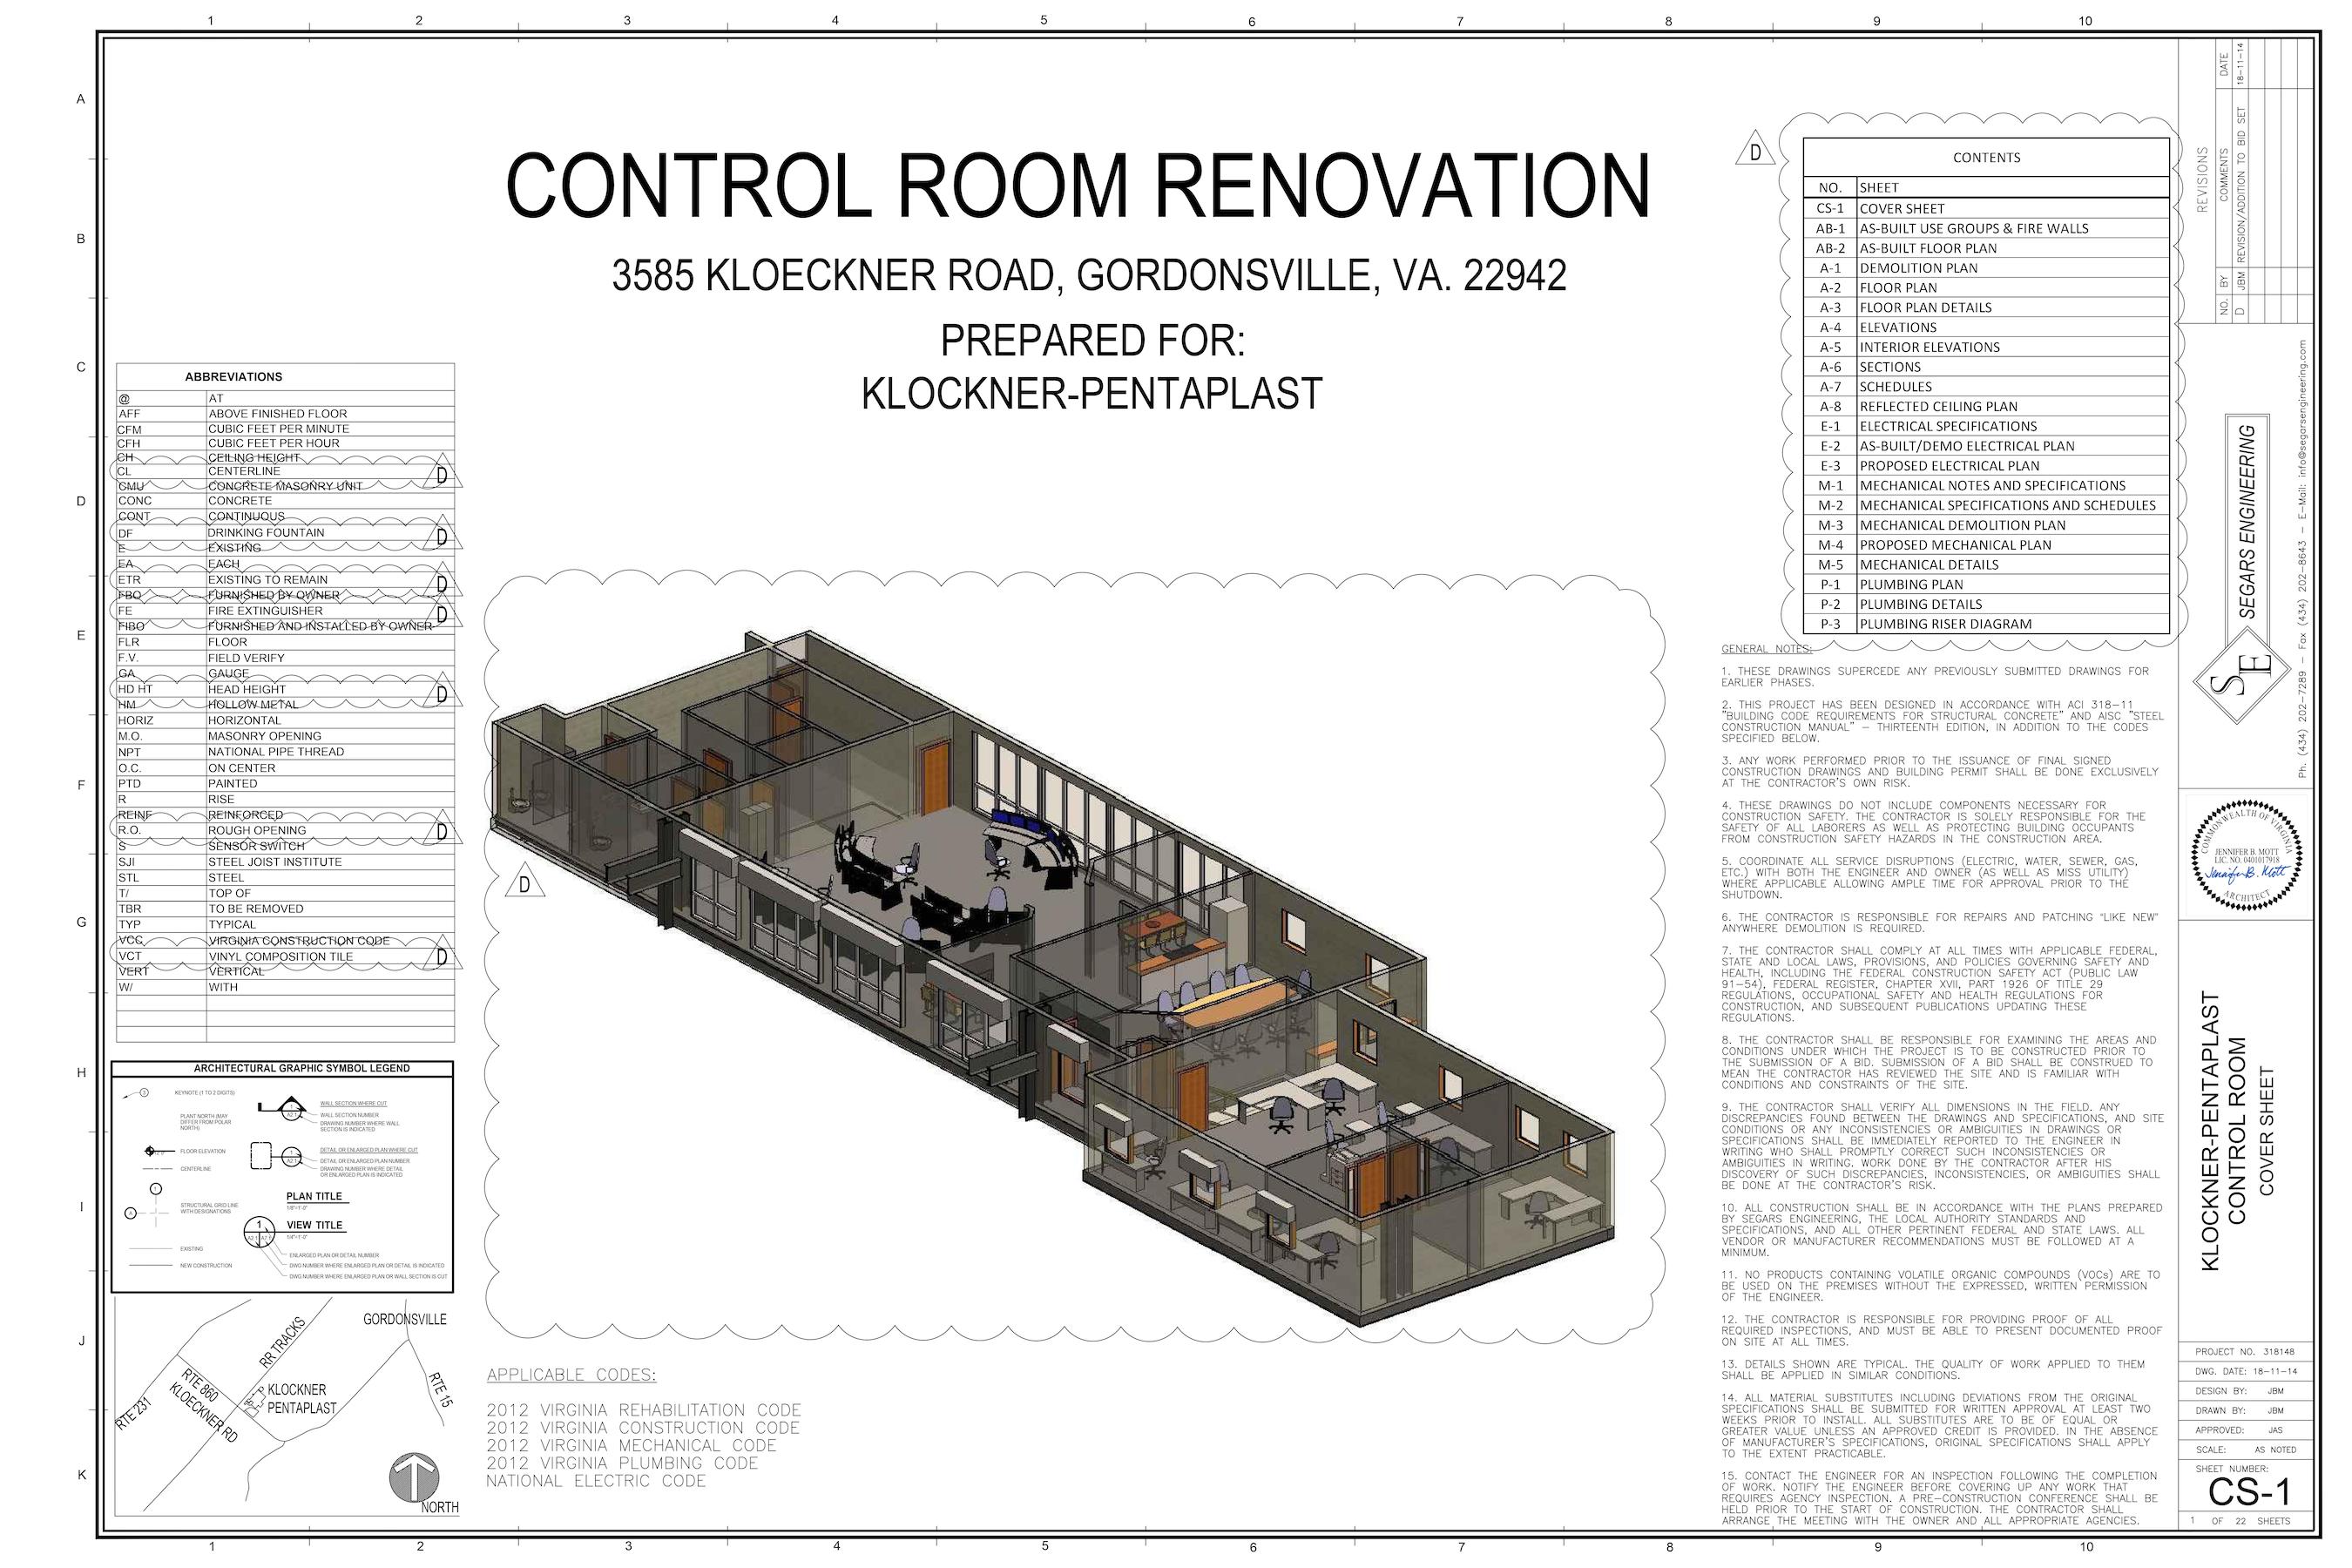 CONTROL ROOM RENOVATION
3585 KLOECKNER ROAD, GORDONSVILLE, VA. 22942
PREPARED FOR:
KLOCKNER-PENTAPLAST
ABBREVIATIONS
@ AT
AFF ABOVE FINISHED FLOOR
CFM CUBIC FEET PER MINUTE
CFH CUBIC FEET PER HOUR
CH CEILING HEIGHT
CL CENTERLINE
CMU CONCRETE MASONRY UNIT
CONC CONCRETE
CONT CONTINUOUS
DF DRINKING FOUNTAIN
E EXISTING
EA EACH
ETR EXISTING TO REMAIN
FBO FURNISHED BY OWNER
FE FIRE EXTINGUISHER
FIBO FURNISHED AND INSTALLED BY OWNER
FLR FLOOR
F.V. FIELD VERIFY
GA GAUGE
HD HT HEAD HEIGHT
HM HOLLOW METAL
HORIZ HORIZONTAL
M.O. MASONRY OPENING
NPT NATIONAL PIPE THREAD
O.C. ON CENTER
PTD PAINTED
R RISE
REINF REINFORCED
R.O. ROUGH OPENING
S SENSOR SWITCH
SJI STEEL JOIST INSTITUTE
STL STEEL
T/ TOP OF
TBR TO BE REMOVED
TYP TYPICAL
VCC VIRGINIA CONSTRUCTION CODE
VCT VINYL COMPOSITION TILE
VERT VERTICAL
W/ WITH
D
D
D
D
D
D
D
ARCHITECTURAL GRAPHIC SYMBOL LEGEND
KEYNOTE (1 TO 2 DIGITS)
PLANT NORTH (MAY
DIFFER FROM POLAR
NORTH)
FLOOR ELEVATION
CENTERLINE
STRUCTURAL GRID LINE
WITH DESIGNATIONS
EXISTING
NEW CONSTRUCTION
WALL SECTION WHERE CUT
WALL SECTION NUMBER
DRAWING NUMBER WHERE WALL
SECTION IS INDICATED
DETAIL OR ENLARGED PLAN WHERE CUT
DETAIL OR ENLARGED PLAN NUMBER
DRAWING NUMBER WHERE DETAIL
OR ENLARGED PLAN IS INDICATED
PLAN TITLE
1/8"=1'-0"
1
VIEW TITLE
1/4"=1'-0"
ENLARGED PLAN OR DETAIL NUMBER
DWG NUMBER WHERE ENLARGED PLAN OR DETAIL IS INDICATED
DWG NUMBER WHERE ENLARGED PLAN OR WALL SECTION IS CUT
GORDONSVILLE
RR TRACKS
RTE 860
KLOECKNER RD
KLOCKNER
PENTAPLAST
RTE 231
RTE 15
NORTH
D
APPLICABLE CODES:
2012 VIRGINIA REHABILITATION CODE
2012 VIRGINIA CONSTRUCTION CODE
2012 VIRGINIA MECHANICAL CODE
2012 VIRGINIA PLUMBING CODE
NATIONAL ELECTRIC CODE
D
CONTENTS
NO. SHEET
CS-1 COVER SHEET
AB-1 AS-BUILT USE GROUPS & FIRE WALLS
AB-2 AS-BUILT FLOOR PLAN
A-1 DEMOLITION PLAN
A-2 FLOOR PLAN
A-3 FLOOR PLAN DETAILS
A-4 ELEVATIONS
A-5 INTERIOR ELEVATIONS
A-6 SECTIONS
A-7 SCHEDULES
A-8 REFLECTED CEILING PLAN
E-1 ELECTRICAL SPECIFICATIONS
E-2 AS-BUILT/DEMO ELECTRICAL PLAN
E-3 PROPOSED ELECTRICAL PLAN
M-1 MECHANICAL NOTES AND SPECIFICATIONS
M-2 MECHANICAL SPECIFICATIONS AND SCHEDULES
M-3 MECHANICAL DEMOLITION PLAN
M-4 PROPOSED MECHANICAL PLAN
M-5 MECHANICAL DETAILS
P-1 PLUMBING PLAN
P-2 PLUMBING DETAILS
P-3 PLUMBING RISER DIAGRAM
GENERAL NOTES:
1. THESE DRAWINGS SUPERCEDE ANY PREVIOUSLY SUBMITTED DRAWINGS FOR
EARLIER PHASES.
2. THIS PROJECT HAS BEEN DESIGNED IN ACCORDANCE WITH ACI 318-11
"BUILDING CODE REQUIREMENTS FOR STRUCTURAL CONCRETE" AND AISC "STEEL
CONSTRUCTION MANUAL" - THIRTEENTH EDITION, IN ADDITION TO THE CODES
SPECIFIED BELOW.
3. ANY WORK PERFORMED PRIOR TO THE ISSUANCE OF FINAL SIGNED
CONSTRUCTION DRAWINGS AND BUILDING PERMIT SHALL BE DONE EXCLUSIVELY
AT THE CONTRACTOR'S OWN RISK.
4. THESE DRAWINGS DO NOT INCLUDE COMPONENTS NECESSARY FOR
CONSTRUCTION SAFETY. THE CONTRACTOR IS SOLELY RESPONSIBLE FOR THE
SAFETY OF ALL LABORERS AS WELL AS PROTECTING BUILDING OCCUPANTS
FROM CONSTRUCTION SAFETY HAZARDS IN THE CONSTRUCTION AREA.
5. COORDINATE ALL SERVICE DISRUPTIONS (ELECTRIC, WATER, SEWER, GAS,
ETC.) WITH BOTH THE ENGINEER AND OWNER (AS WELL AS MISS UTILITY)
WHERE APPLICABLE ALLOWING AMPLE TIME FOR APPROVAL PRIOR TO THE
SHUTDOWN.
6. THE CONTRACTOR IS RESPONSIBLE FOR REPAIRS AND PATCHING "LIKE NEW"
ANYWHERE DEMOLITION IS REQUIRED.
7. THE CONTRACTOR SHALL COMPLY AT ALL TIMES WITH APPLICABLE FEDERAL,
STATE AND LOCAL LAWS, PROVISIONS, AND POLICIES GOVERNING SAFETY AND
HEALTH, INCLUDING THE FEDERAL CONSTRUCTION SAFETY ACT (PUBLIC LAW
91-54), FEDERAL REGISTER, CHAPTER XVII, PART 1926 OF TITLE 29
REGULATIONS, OCCUPATIONAL SAFETY AND HEALTH REGULATIONS FOR
CONSTRUCTION, AND SUBSEQUENT PUBLICATIONS UPDATING THESE
REGULATIONS.
8. THE CONTRACTOR SHALL BE RESPONSIBLE FOR EXAMINING THE AREAS AND
CONDITIONS UNDER WHICH THE PROJECT IS TO BE CONSTRUCTED PRIOR TO
THE SUBMISSION OF A BID. SUBMISSION OF A BID SHALL BE CONSTRUED TO
MEAN THE CONTRACTOR HAS REVIEWED THE SITE AND IS FAMILIAR WITH
CONDITIONS AND CONSTRAINTS OF THE SITE.
9. THE CONTRACTOR SHALL VERIFY ALL DIMENSIONS IN THE FIELD. ANY
DISCREPANCIES FOUND BETWEEN THE DRAWINGS AND SPECIFICATIONS, AND SITE
CONDITIONS OR ANY INCONSISTENCIES OR AMBIGUITIES IN DRAWINGS OR
SPECIFICATIONS SHALL BE IMMEDIATELY REPORTED TO THE ENGINEER IN
WRITING WHO SHALL PROMPTLY CORRECT SUCH INCONSISTENCIES OR
AMBIGUITIES IN WRITING. WORK DONE BY THE CONTRACTOR AFTER HIS
DISCOVERY OF SUCH DISCREPANCIES, INCONSISTENCIES, OR AMBIGUITIES SHALL
BE DONE AT THE CONTRACTOR'S RISK.
10. ALL CONSTRUCTION SHALL BE IN ACCORDANCE WITH THE PLANS PREPARED
BY SEGARS ENGINEERING, THE LOCAL AUTHORITY STANDARDS AND
SPECIFICATIONS, AND ALL OTHER PERTINENT FEDERAL AND STATE LAWS. ALL
VENDOR OR MANUFACTURER RECOMMENDATIONS MUST BE FOLLOWED AT A
MINIMUM.
11. NO PRODUCTS CONTAINING VOLATILE ORGANIC COMPOUNDS (VOCs) ARE TO
BE USED ON THE PREMISES WITHOUT THE EXPRESSED, WRITTEN PERMISSION
OF THE ENGINEER.
12. THE CONTRACTOR IS RESPONSIBLE FOR PROVIDING PROOF OF ALL
REQUIRED INSPECTIONS, AND MUST BE ABLE TO PRESENT DOCUMENTED PROOF
ON SITE AT ALL TIMES.
13. DETAILS SHOWN ARE TYPICAL. THE QUALITY OF WORK APPLIED TO THEM
SHALL BE APPLIED IN SIMILAR CONDITIONS.
14. ALL MATERIAL SUBSTITUTES INCLUDING DEVIATIONS FROM THE ORIGINAL
SPECIFICATIONS SHALL BE SUBMITTED FOR WRITTEN APPROVAL AT LEAST TWO
WEEKS PRIOR TO INSTALL. ALL SUBSTITUTES ARE TO BE OF EQUAL OR
GREATER VALUE UNLESS AN APPROVED CREDIT IS PROVIDED. IN THE ABSENCE
OF MANUFACTURER'S SPECIFICATIONS, ORIGINAL SPECIFICATIONS SHALL APPLY
TO THE EXTENT PRACTICABLE.
15. CONTACT THE ENGINEER FOR AN INSPECTION FOLLOWING THE COMPLETION
OF WORK. NOTIFY THE ENGINEER BEFORE COVERING UP ANY WORK THAT
REQUIRES AGENCY INSPECTION. A PRE-CONSTRUCTION CONFERENCE SHALL BE
HELD PRIOR TO THE START OF CONSTRUCTION. THE CONTRACTOR SHALL
ARRANGE THE MEETING WITH THE OWNER AND ALL APPROPRIATE AGENCIES.
REVISIONS
NO. BY COMMENTS DATE
D JBM REVISION/ADDITION TO BID SET 18-11-14
SEGARS ENGINEERING
SE
Ph. (434) 202-7289 - Fax (434) 202-8643 - E-Mail: info@segarsengineering.com
COMMONWEALTH OF VIRGINIA
JENNIFER B. MOTT
LIC. NO. 0401017918
Jennifer B. Mott
ARCHITECT
KLOCKNER-PENTAPLAST
CONTROL ROOM
COVER SHEET
PROJECT NO. 318148
DWG. DATE: 18-11-14
DESIGN BY: JBM
DRAWN BY: JBM
APPROVED: JAS
SCALE: AS NOTED
SHEET NUMBER:
CS-1
1 OF 22 SHEETS
1 2 3 4 5 6 7 8 9 10
A
B
C
D
E
F
G
H
I
J
K
1 2 3 4 5 6 7 8 9 10